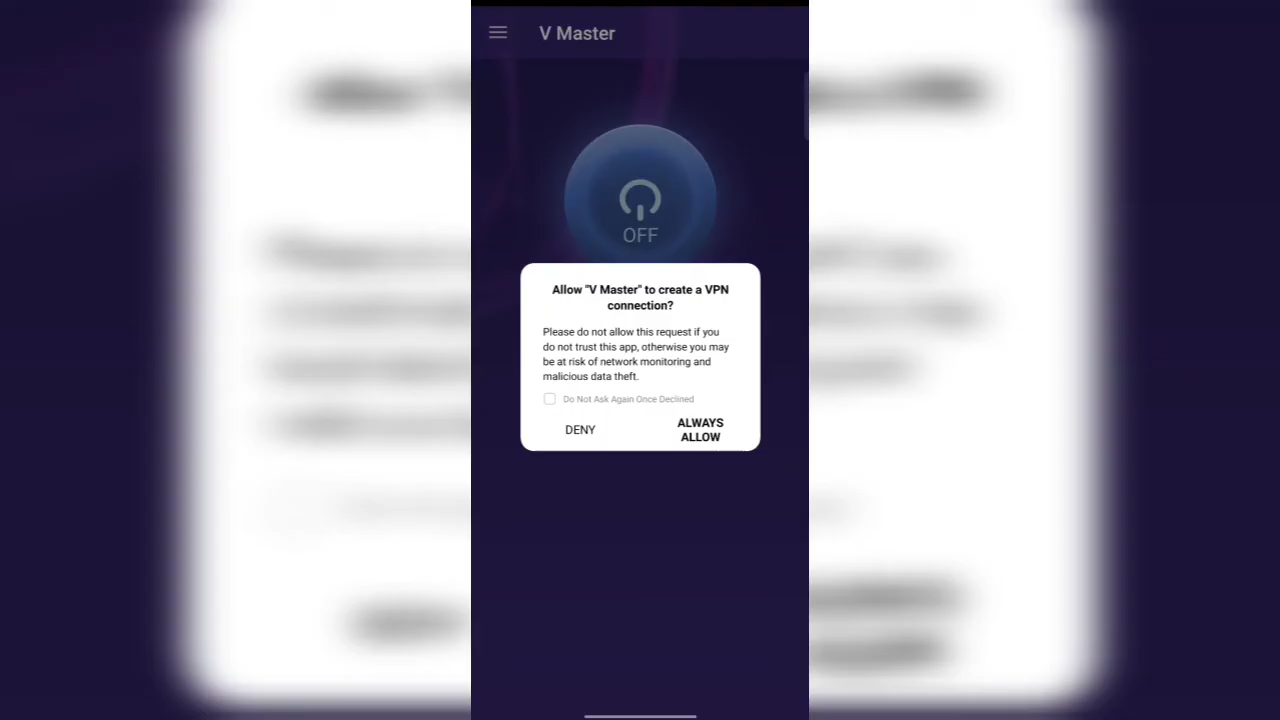 V Master
OFF
Allow "V Master" to create a VPN
connection?
Please do not allow this request if you
do not trust this app, otherwise you may
be at risk of network monitoring and
malicious data theft.
Do Not Ask Again Once Declined
DENY
ALWAYS
ALLOW